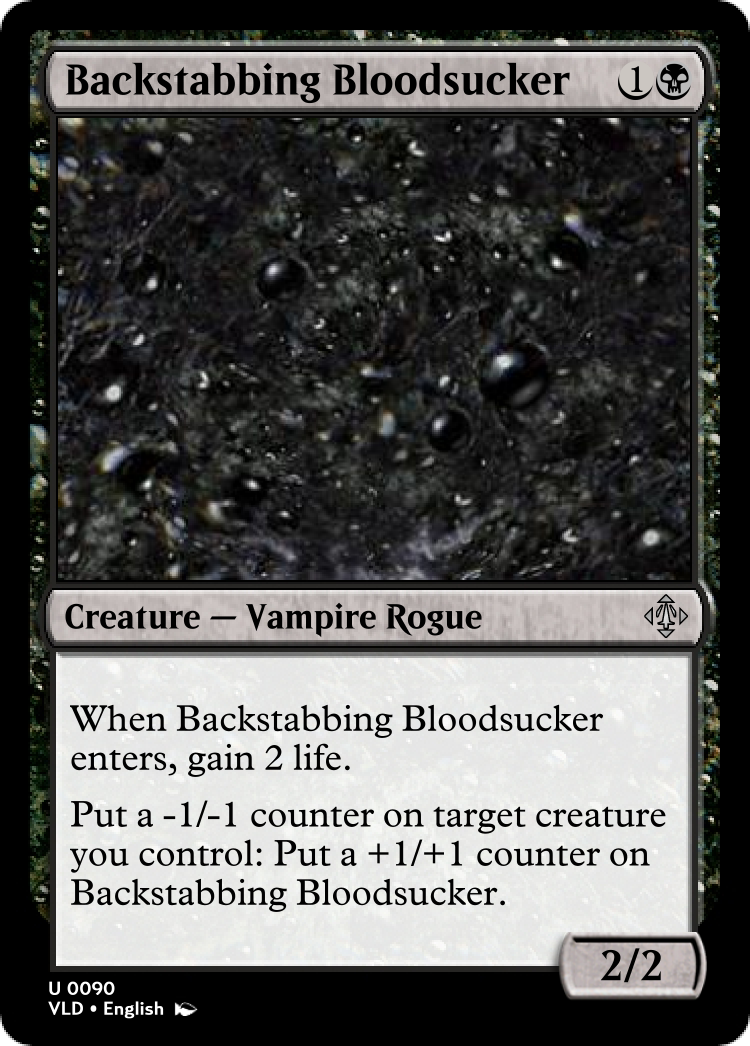 Backstabbing Bloodsucker 1
Creature — Vampire Rogue
When Backstabbing Bloodsucker
enters, gain 2 life.
Put a -1/-1 counter on target creature
you control: Put a +1/+1 counter on
Backstabbing Bloodsucker.
2/2
U 0090
VLD • English